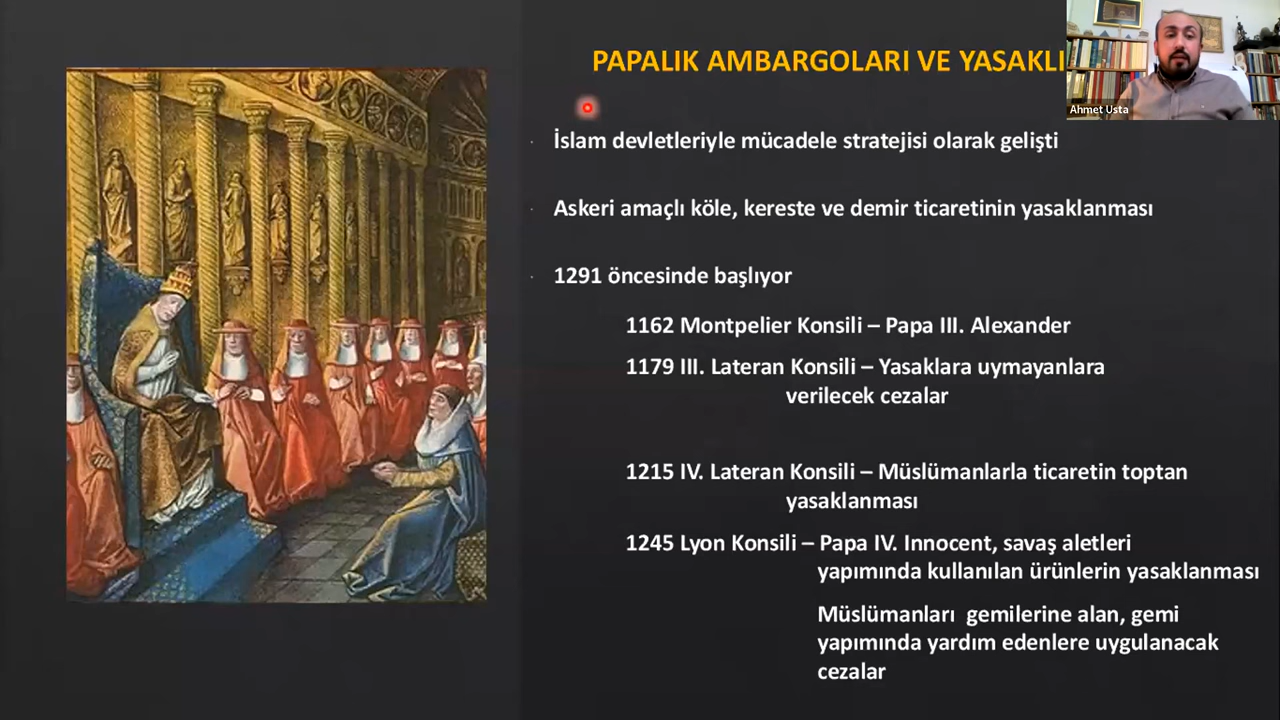 PAPALIK AMBARGOLARI VE YASAKLI
Ahmet Usta
İslam devletleriyle mücadele stratejisi olarak gelişti
Askeri amaçlı köle, kereste ve demir ticaretinin yasaklanması
1291 öncesinde başlıyor
1162 Montpelier Konsili – Papa III. Alexander
1179 III. Lateran Konsili – Yasaklara uymayanlara
verilecek cezalar
1215 IV. Lateran Konsili – Müslümanlarla ticaretin toptan
yasaklanması
1245 Lyon Konsili – Papa IV. Innocent, savaş aletleri
yapımında kullanılan ürünlerin yasaklanması
Müslümanları gemilerine alan, gemi
yapımında yardım edenlere uygulanacak
cezalar